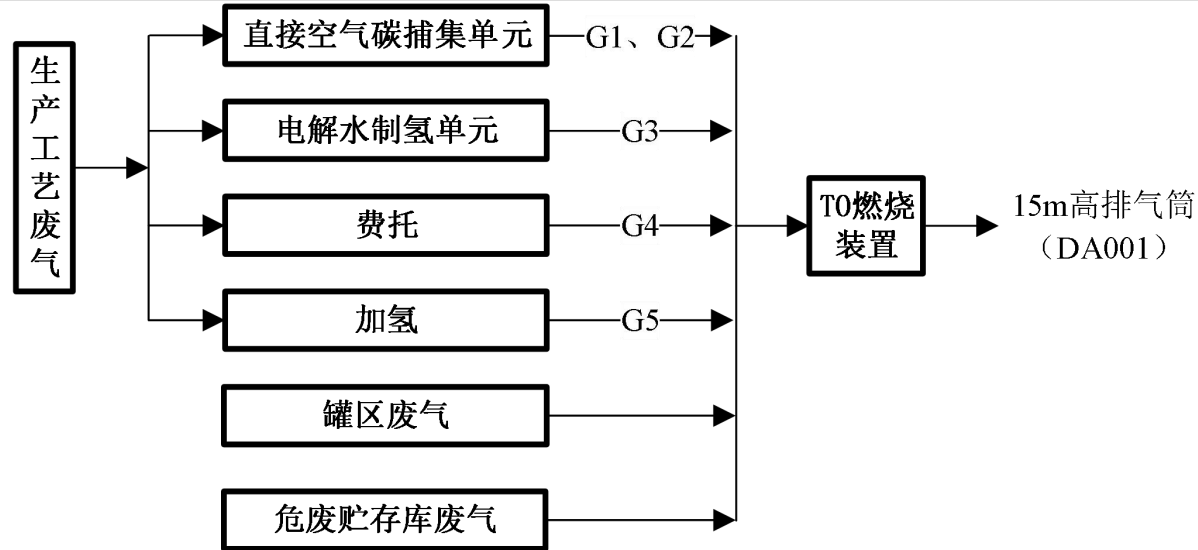 生产工艺废气
直接空气碳捕集单元
G1、G2
电解水制氢单元
G3
费托
G4
加氢
G5
罐区废气
危废贮存库废气
TO燃烧
装置
15m高排气筒
（DA001）